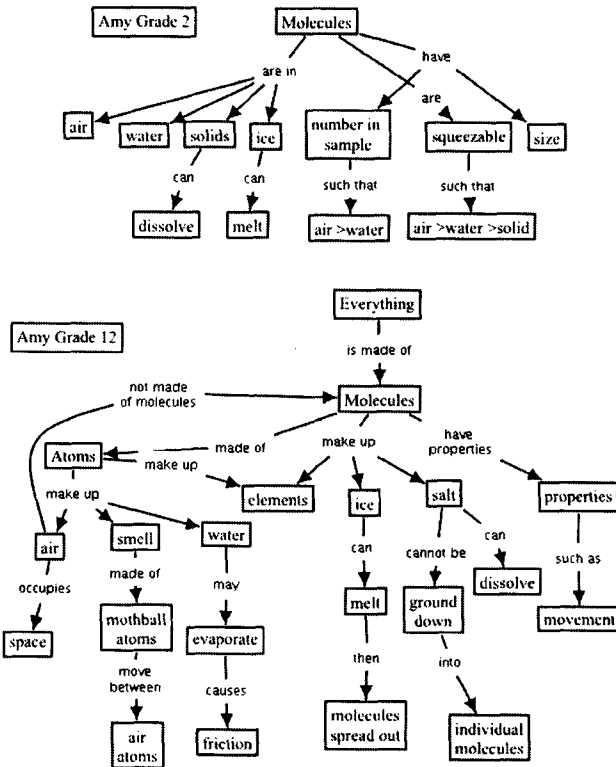 Amy Grade 2
Molecules
are in
have
are
air
water
solids
ice
number in
sample
squeezable
size
can
can
such that
such that
dissolve
melt
air >water
air >water >solid
Everything
Amy Grade 12
is made of
not made
of molecules
Molecules
made of
make up
have
properties
Atoms
make up
make up
elements
ice
salt
properties
air
smell
water
can
cannot be
can
such as
occupies
made of
may
dissolve
space
mothball
atoms
evaporate
melt
ground
down
movement
move
between
causes
then
into
air
atoms
friction
molecules
spread out
individual
molecules